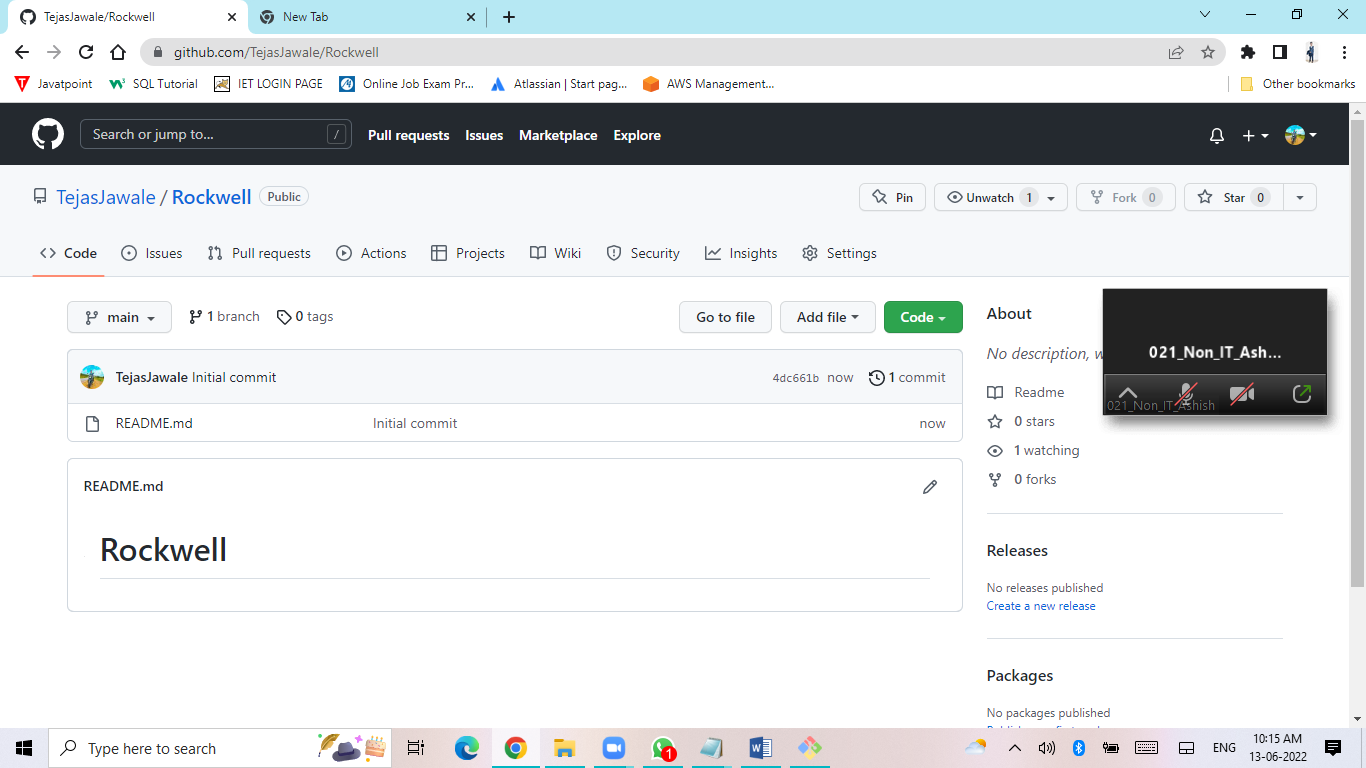 TejasJawale/Rockwell
New Tab
github.com/TejasJawale/Rockwell
Javatpoint
SQL Tutorial
IET LOGIN PAGE
Online Job Exam Pr...
Atlassian | Start pag...
AWS Management...
Other bookmarks
Search or jump to...
/
Pull requests
Issues
Marketplace
Explore
TejasJawale / Rockwell
Public
Pin
Unwatch 1
Fork 0
Star 0
Code
Issues
Pull requests
Actions
Projects
Wiki
Security
Insights
Settings
main
1 branch
0 tags
Go to file
Add file
Code
TejasJawale Initial commit
4dc661b now
1 commit
README.md
Initial commit
now
README.md
Rockwell
About
No description, w
Readme
0 stars
1 watching
0 forks
Releases
No releases published
Create a new release
Packages
No packages published
021_Non_IT_Ash...
021_Non_IT_Ashish
Type here to search
1
ENG
10:15 AM
13-06-2022